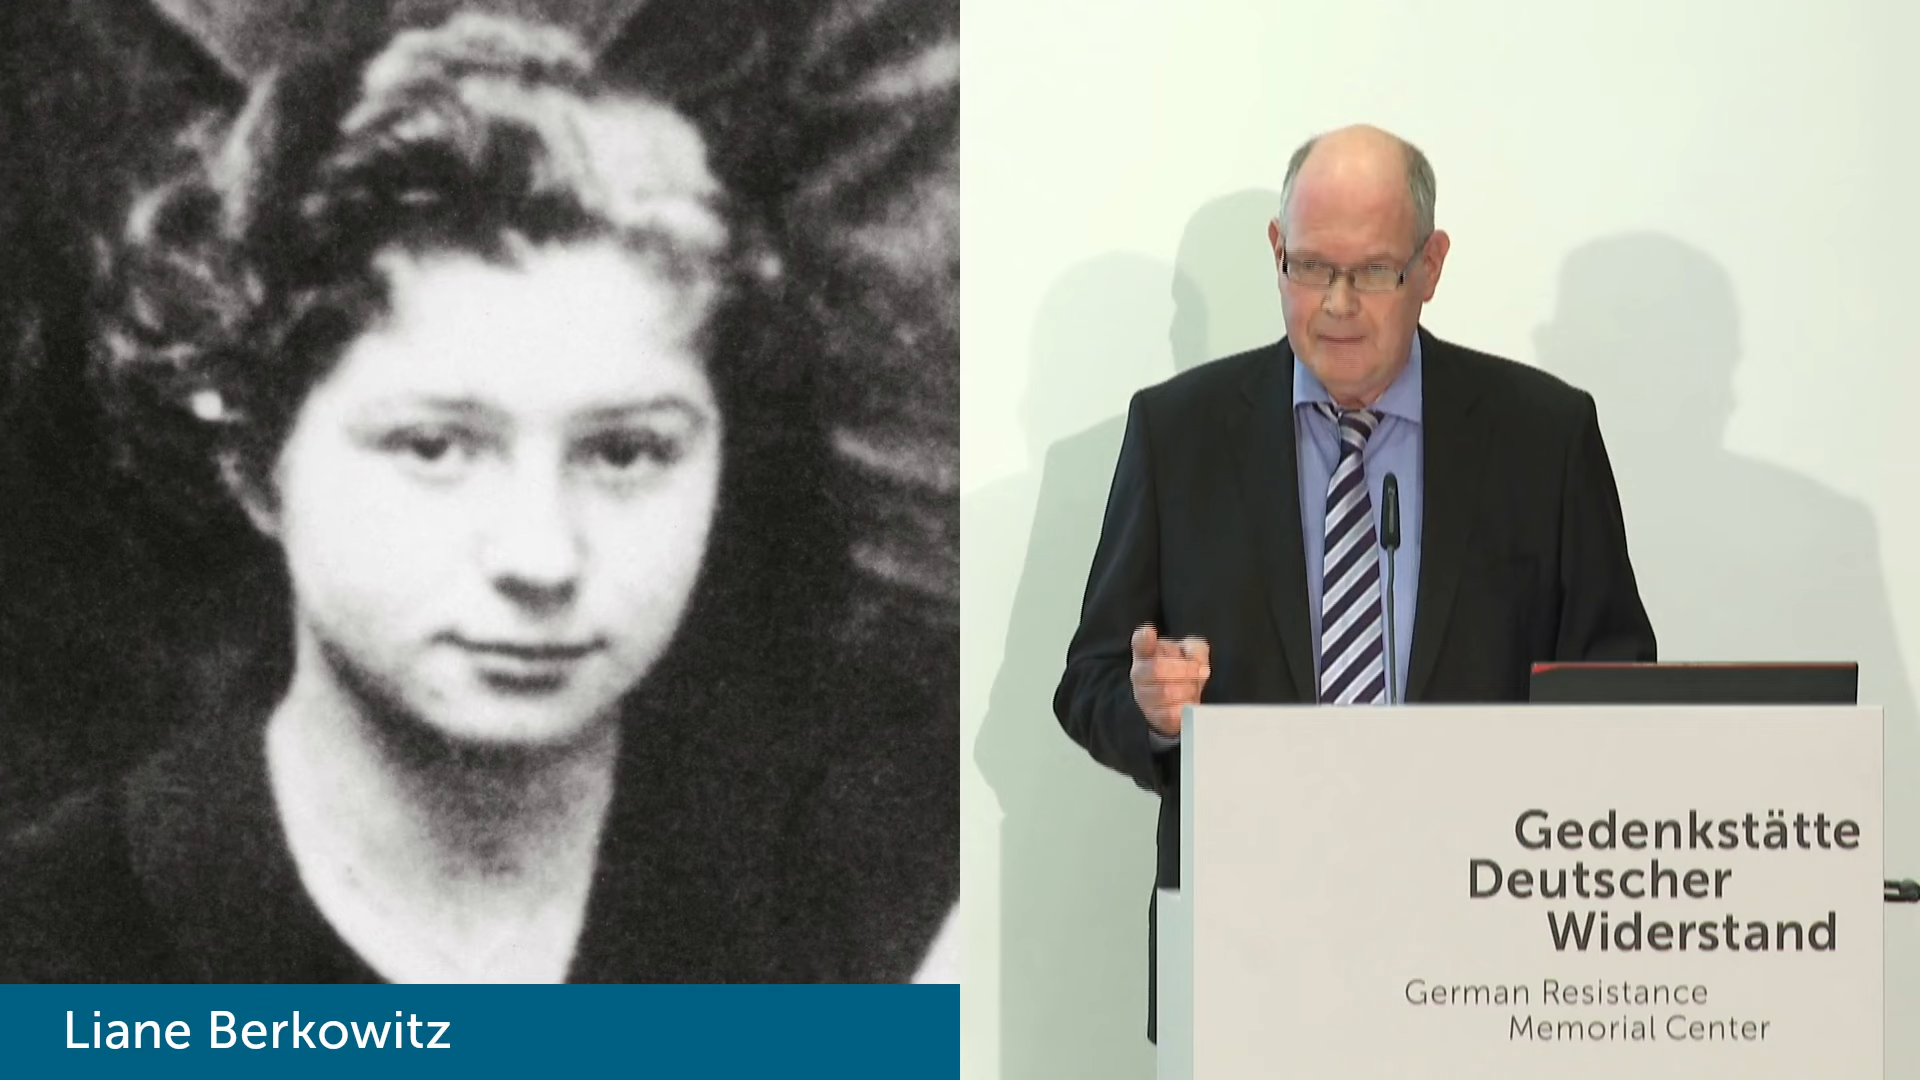 Liane Berkowitz
Gedenkstätte
Deutscher
Widerstand
German Resistance
Memorial Center